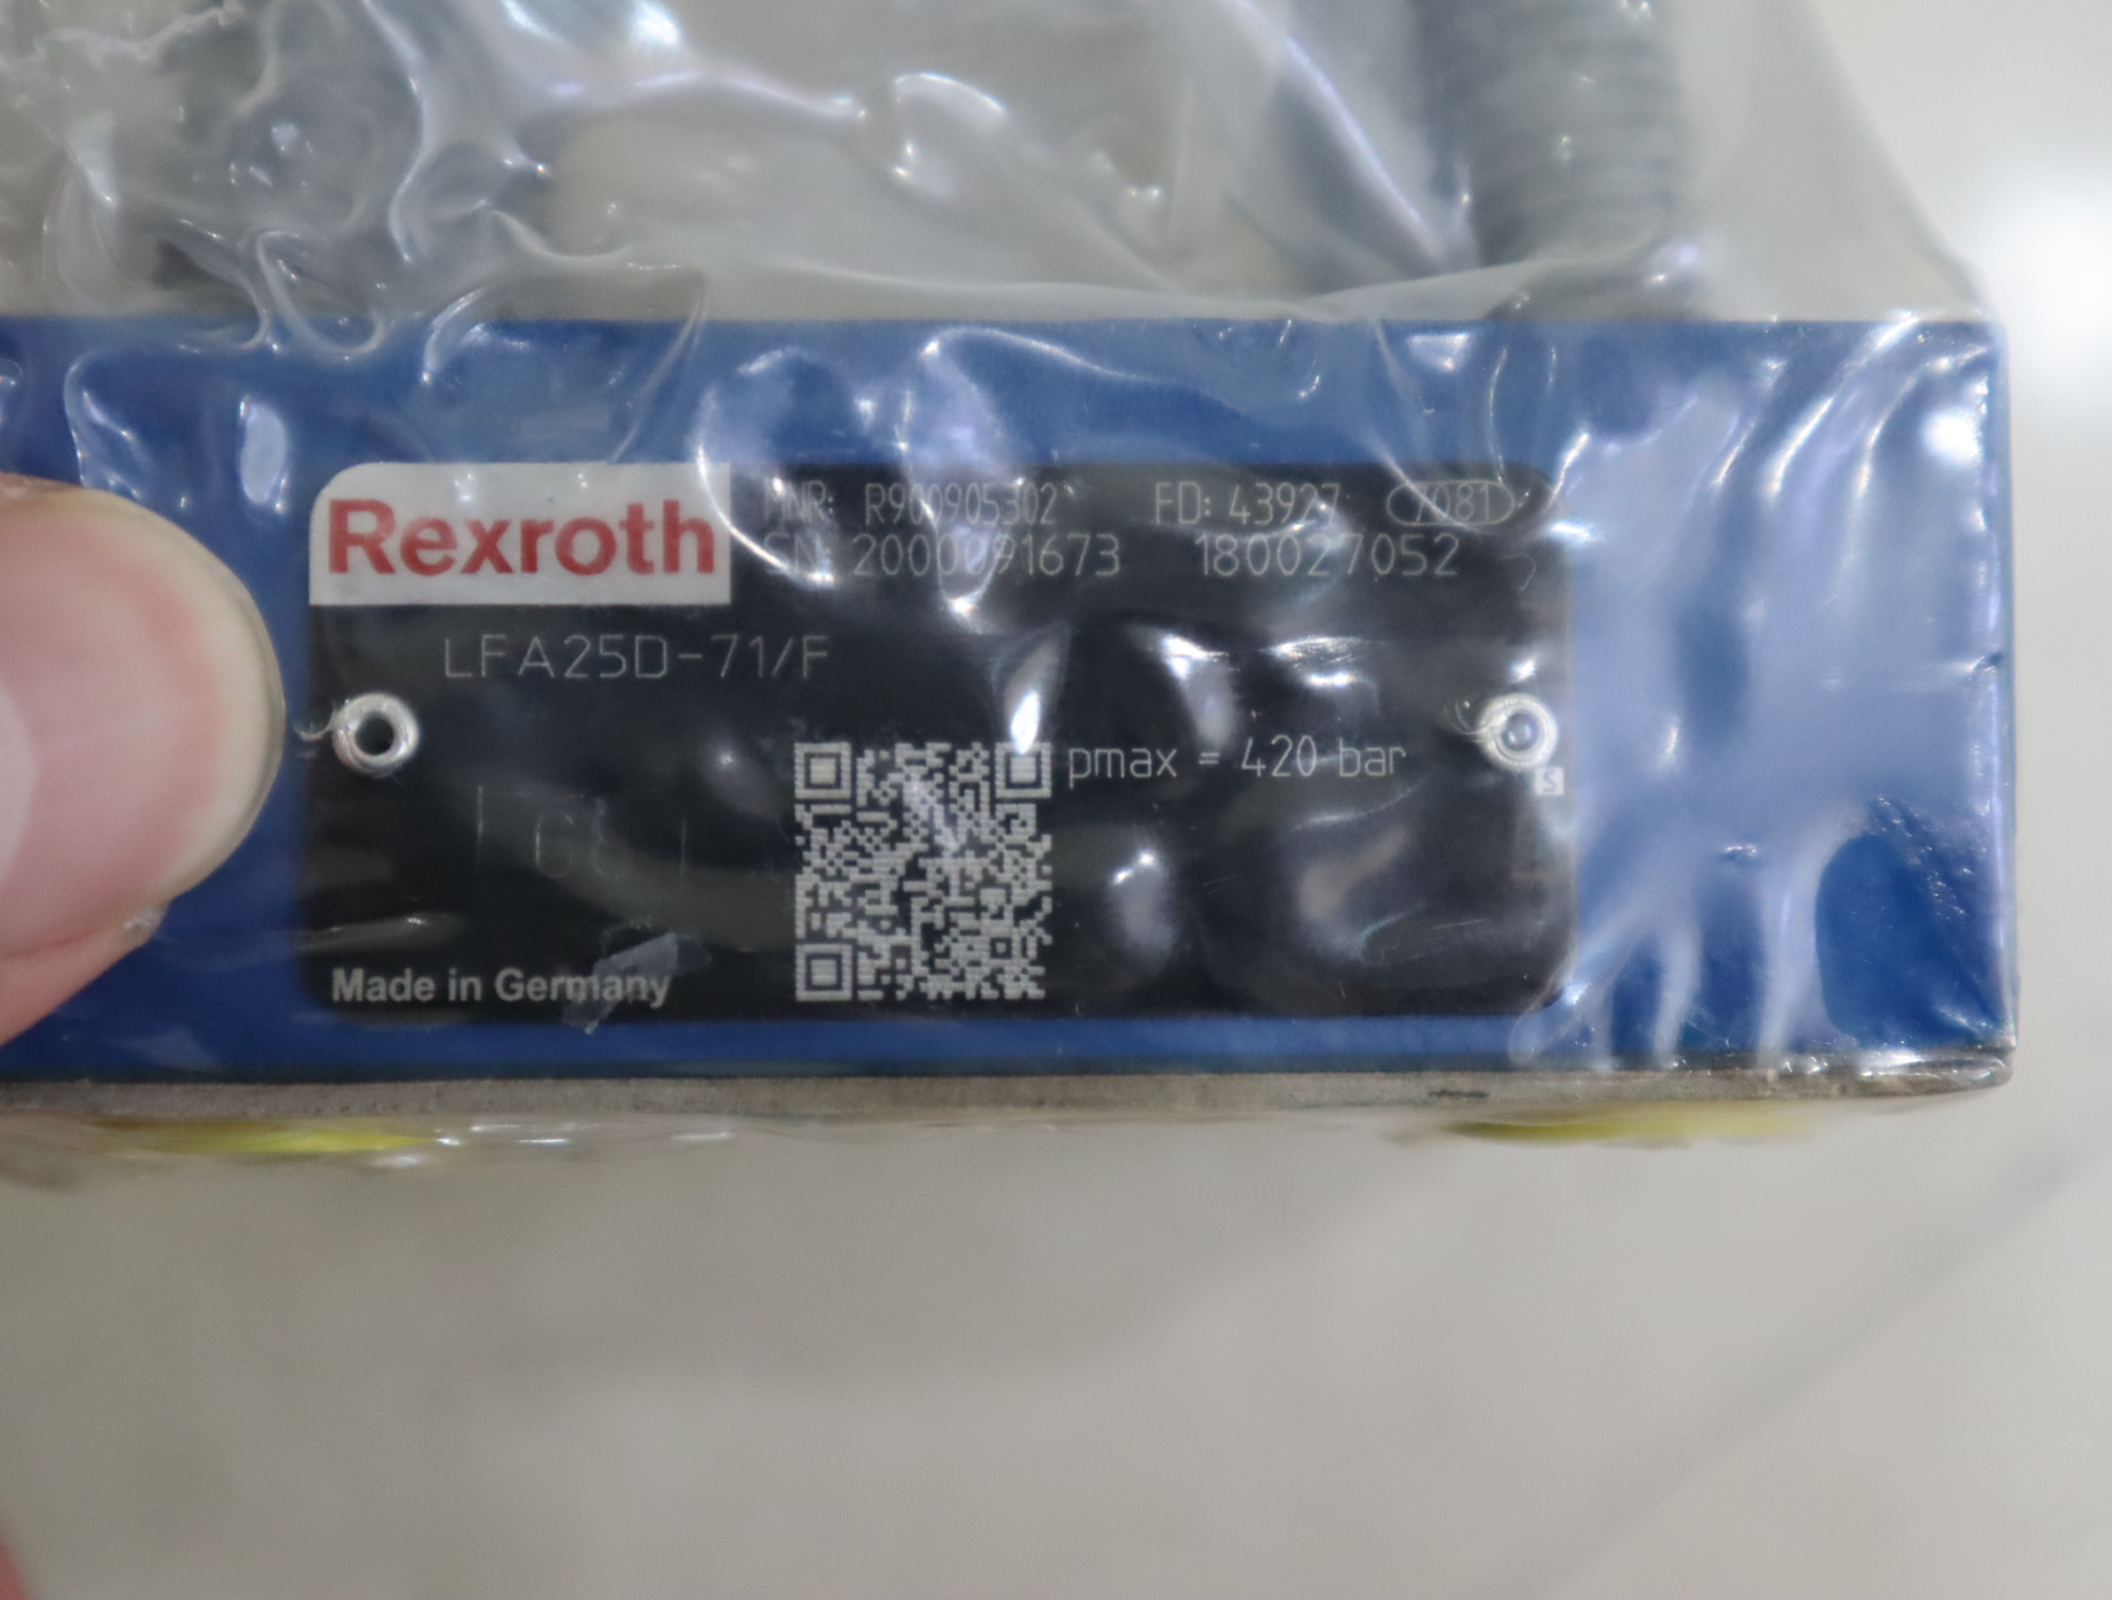 Rexroth
MNR: R900905302 FD: 43927 7081
SN: 2000091673 180027052
LFA25D-71/F
pmax = 420 bar
S
Made in Germany